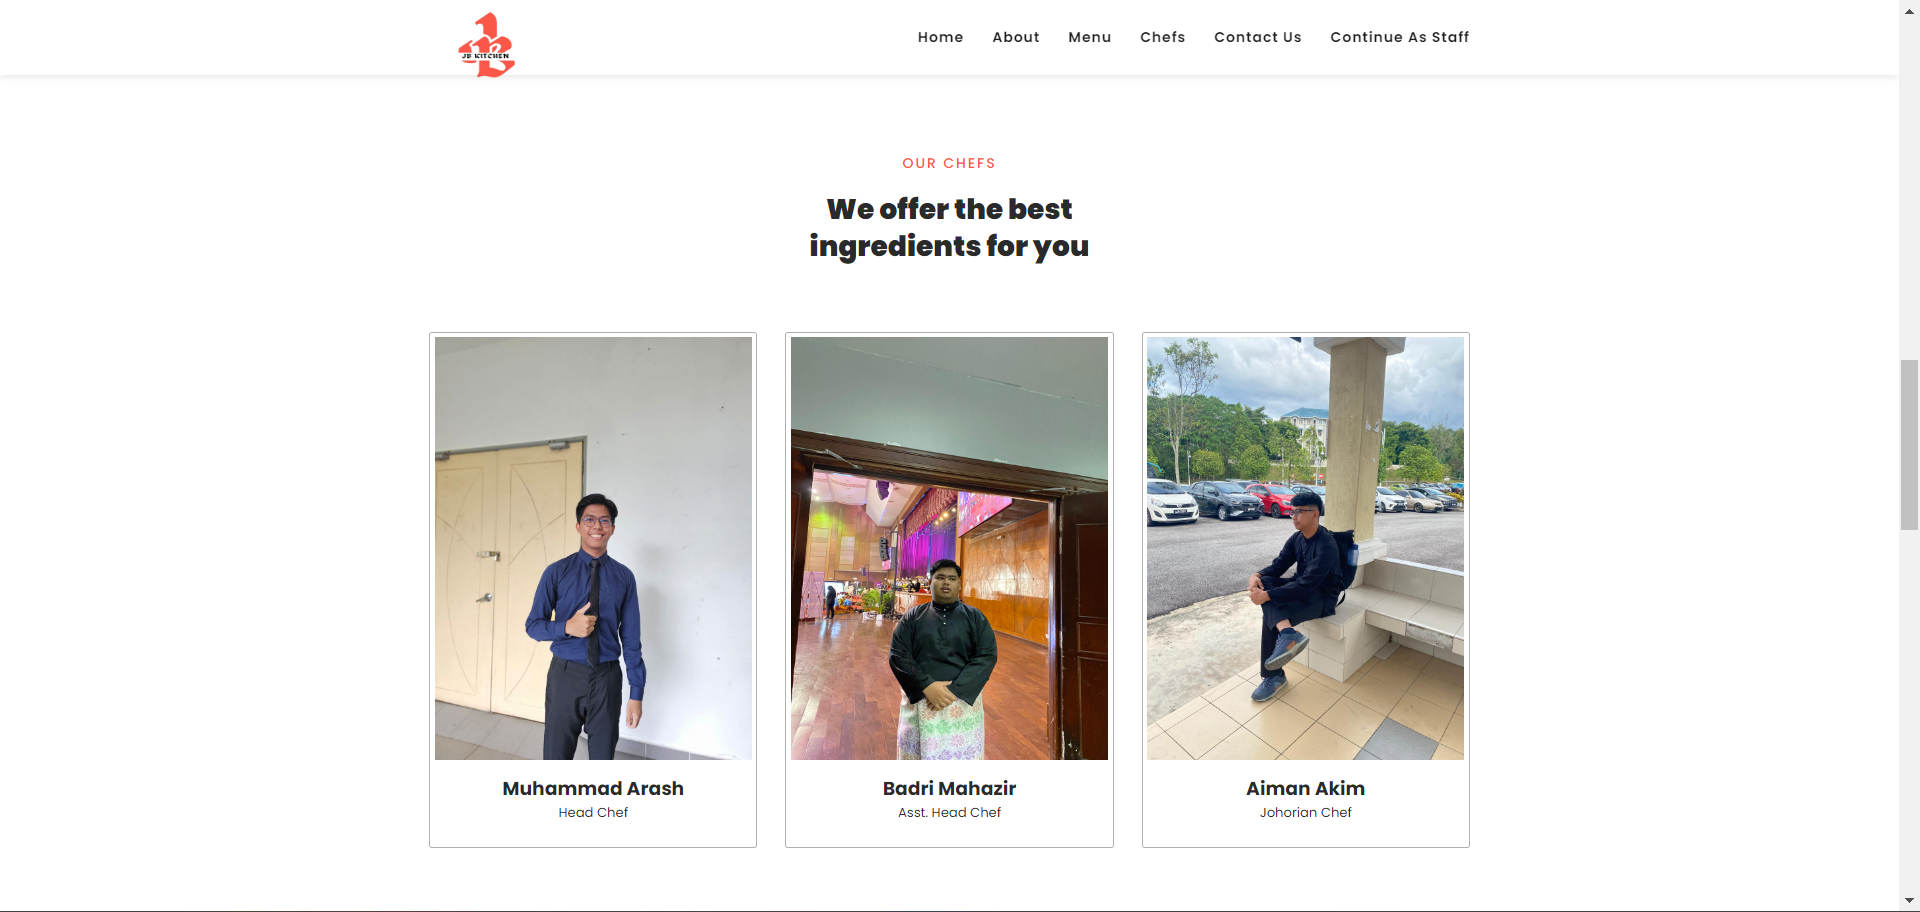 JB KITCHEN
Home About Menu Chefs Contact Us Continue As Staff
OUR CHEFS
We offer the best
ingredients for you
Muhammad Arash
Head Chef
Badri Mahazir
Asst. Head Chef
Aiman Akim
Johorian Chef